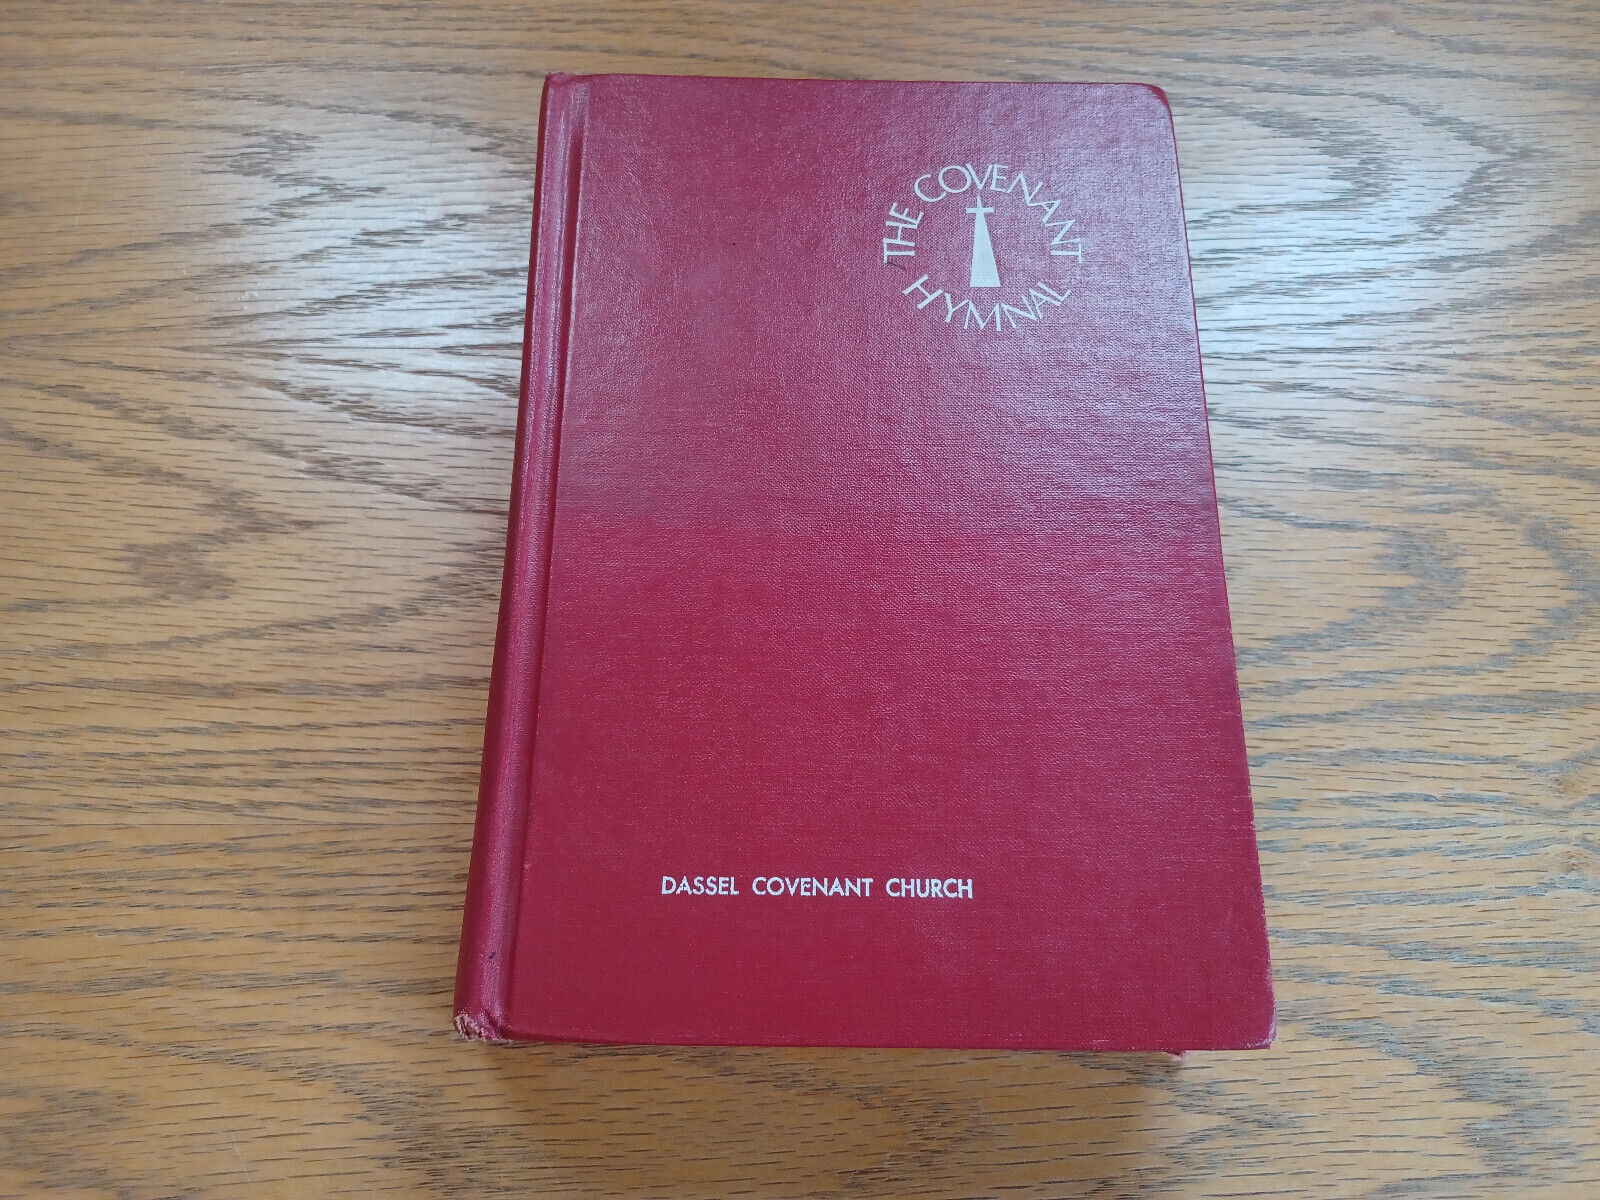 THE COVENANT
HYMNAL
DASSEL COVENANT CHURCH